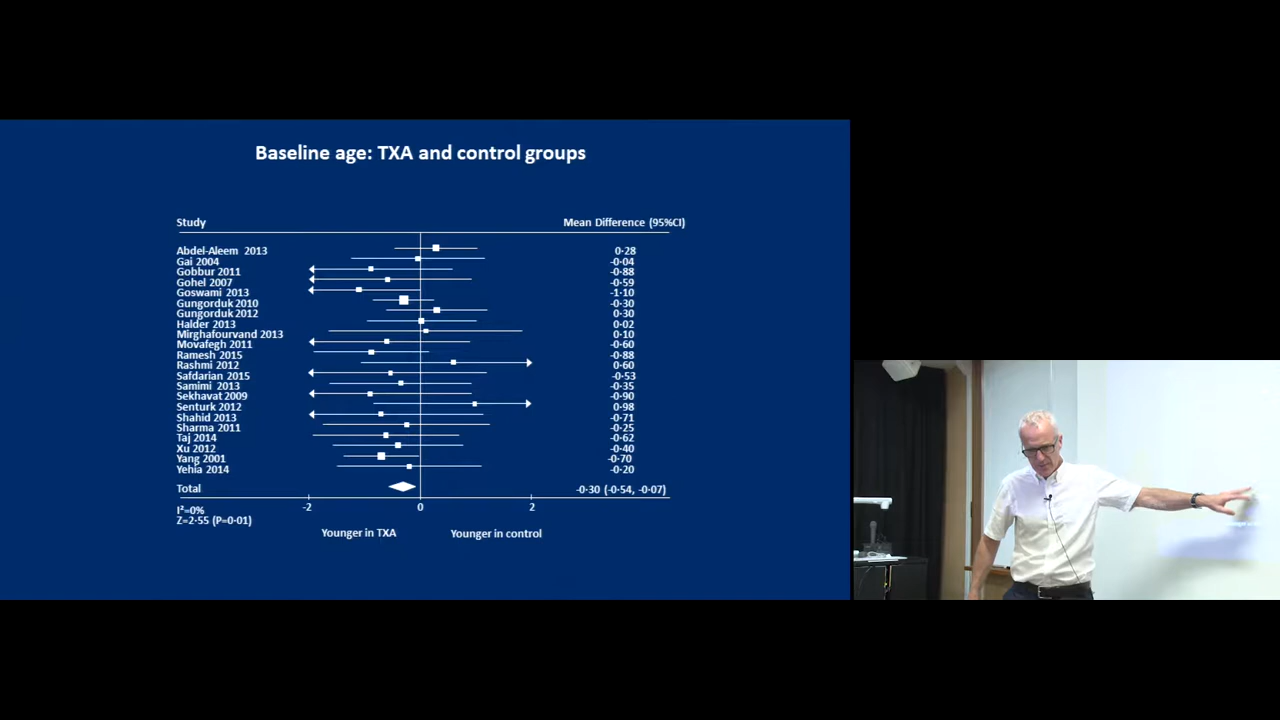 Baseline age: TXA and control groups
Study Mean Difference (95%CI)
Abdel-Aleem 2013 0·28
Gai 2004 -0·04
Gobbur 2011 -0·88
Gohel 2007 -0·59
Goswami 2013 -1·10
Gungorduk 2010 -0·30
Gungorduk 2012 0·30
Halder 2013 0·02
Mirghafourvand 2013 0·10
Movafegh 2011 -0·60
Ramesh 2015 -0·88
Rashmi 2012 0·60
Safdarian 2015 -0·53
Samimi 2013 -0·35
Sekhavat 2009 -0·90
Senturk 2012 0·98
Shahid 2013 -0·71
Sharma 2011 -0·25
Taj 2014 -0·62
Xu 2012 -0·40
Yang 2001 -0·70
Yehia 2014 -0·20
Total -0·30 (-0·54, -0·07)
-2 0 2
I²=0%
Z=2·55 (P=0·01)
Younger in TXA Younger in control